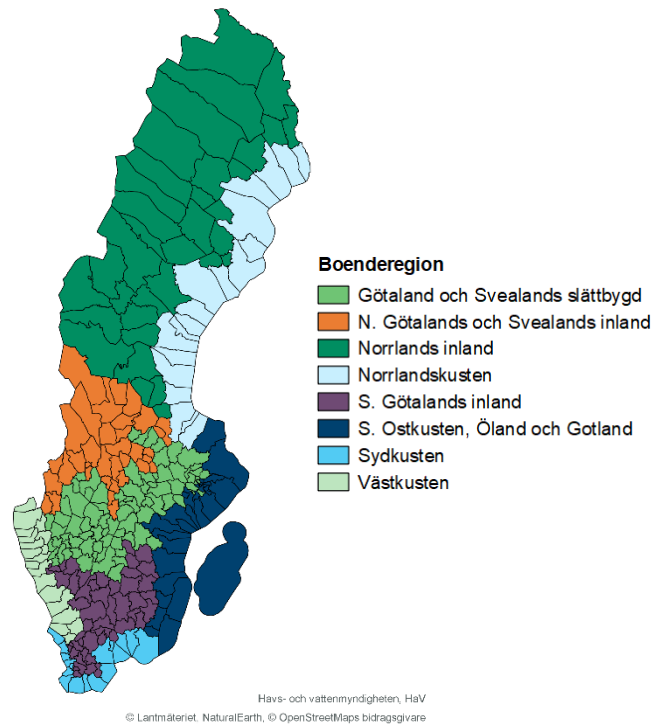 Boenderegion
Götaland och Svealands slättbygd
N. Götalands och Svealands inland
Norrlands inland
Norrlandskusten
S. Götalands inland
S. Ostkusten, Öland och Gotland
Sydkusten
Västkusten
Havs- och vattenmyndigheten, HaV
© Lantmäteriet. NaturalEarth, © OpenStreetMaps bidragsgivare